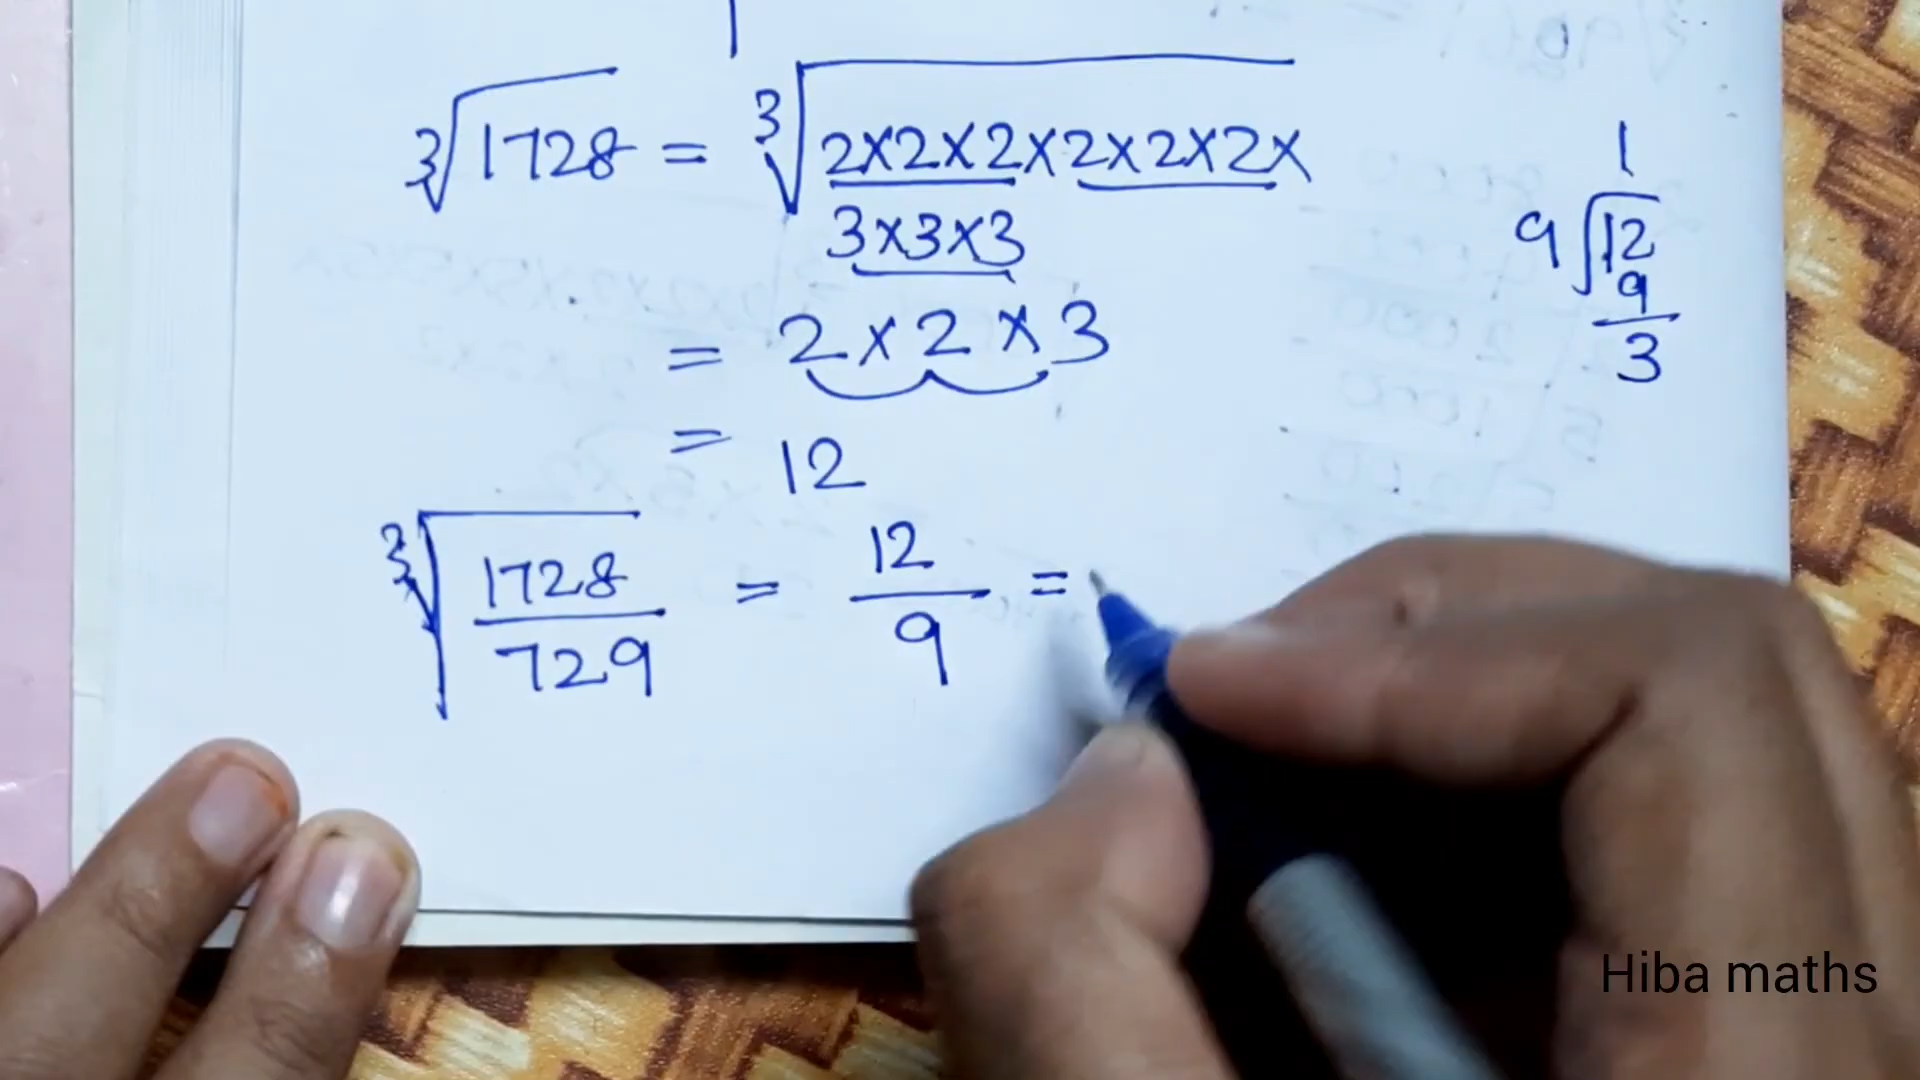 ∛1728 = ∛2×2×2×2×2×2×
3×3×3
= 2×2×3
= 12
∛1728/729 = 12/9 =
1
9√12
9
3
Hiba maths